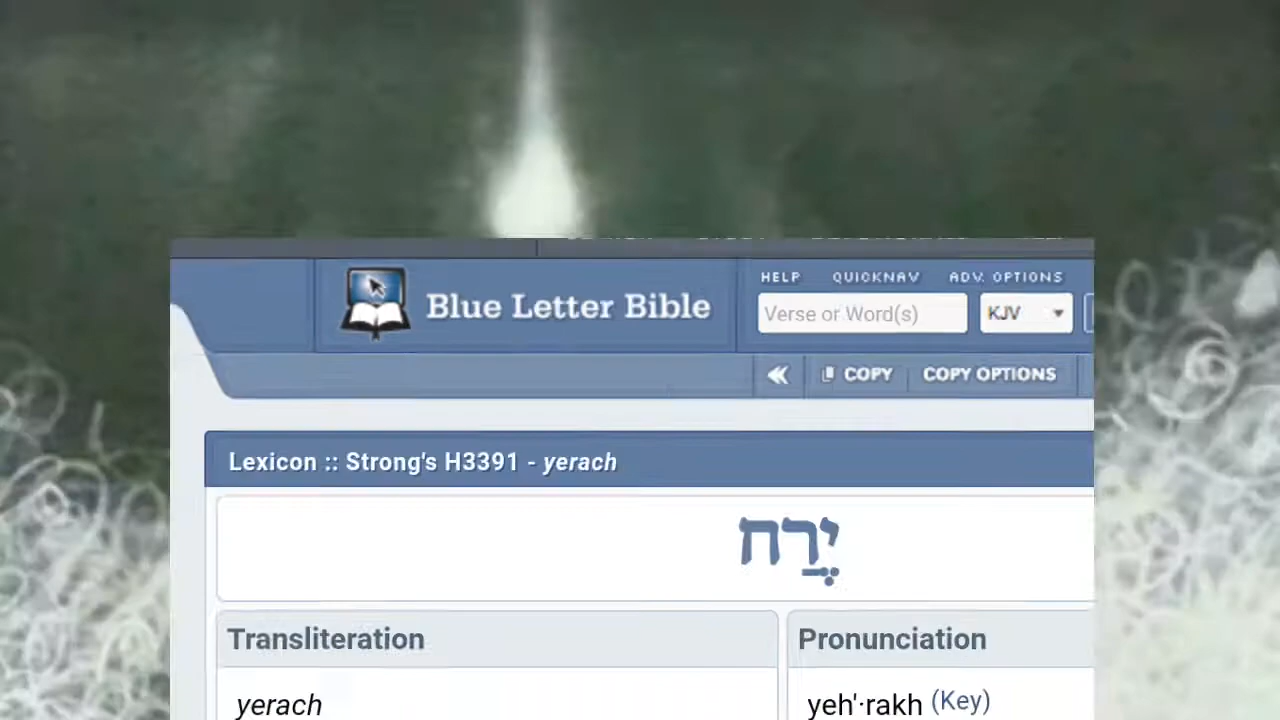 HELP QUICKNAV ADV. OPTIONS
Blue Letter Bible Verse or Word(s) KJV
COPY COPY OPTIONS
Lexicon :: Strong's H3391 - yerach
יֶרַח
Transliteration Pronunciation
yerach yeh'·rakh (Key)